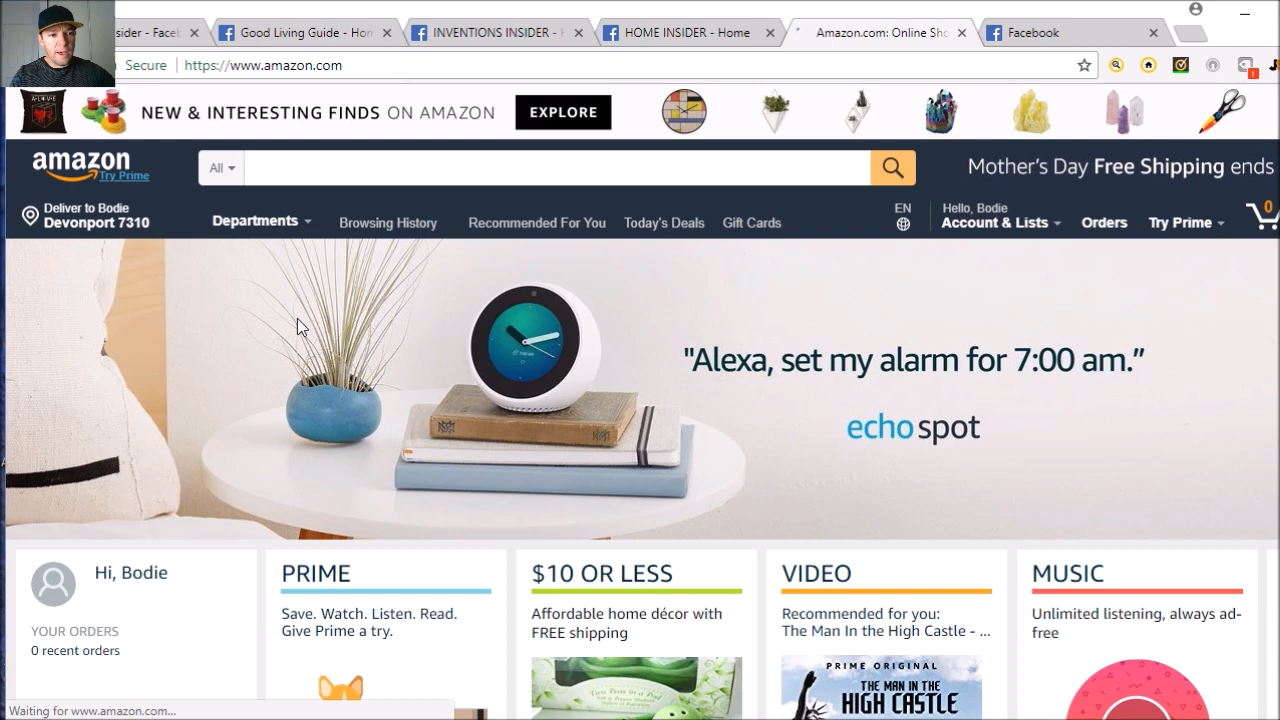 sider - Faceb
Good Living Guide - Hon
INVENTIONS INSIDER - H
HOME INSIDER - Home
Amazon.com: Online Sho
Facebook
Secure
https://www.amazon.com
NEW & INTERESTING FINDS ON AMAZON
EXPLORE
amazon
Try Prime
All
Mother's Day Free Shipping ends
Deliver to Bodie
Devonport 7310
Departments
Browsing History
Recommended For You
Today's Deals
Gift Cards
EN
Hello, Bodie
Account & Lists
Orders
Try Prime
0
"Alexa, set my alarm for 7:00 am.”
echo spot
Hi, Bodie
YOUR ORDERS
0 recent orders
PRIME
Save. Watch. Listen. Read.
Give Prime a try.
$10 OR LESS
Affordable home décor with
FREE shipping
Two Peas in a Pod
VIDEO
Recommended for you:
The Man In the High Castle - ...
PRIME ORIGINAL
THE MAN IN THE
HIGH CASTLE
MUSIC
Unlimited listening, always ad-
free
Waiting for www.amazon.com...